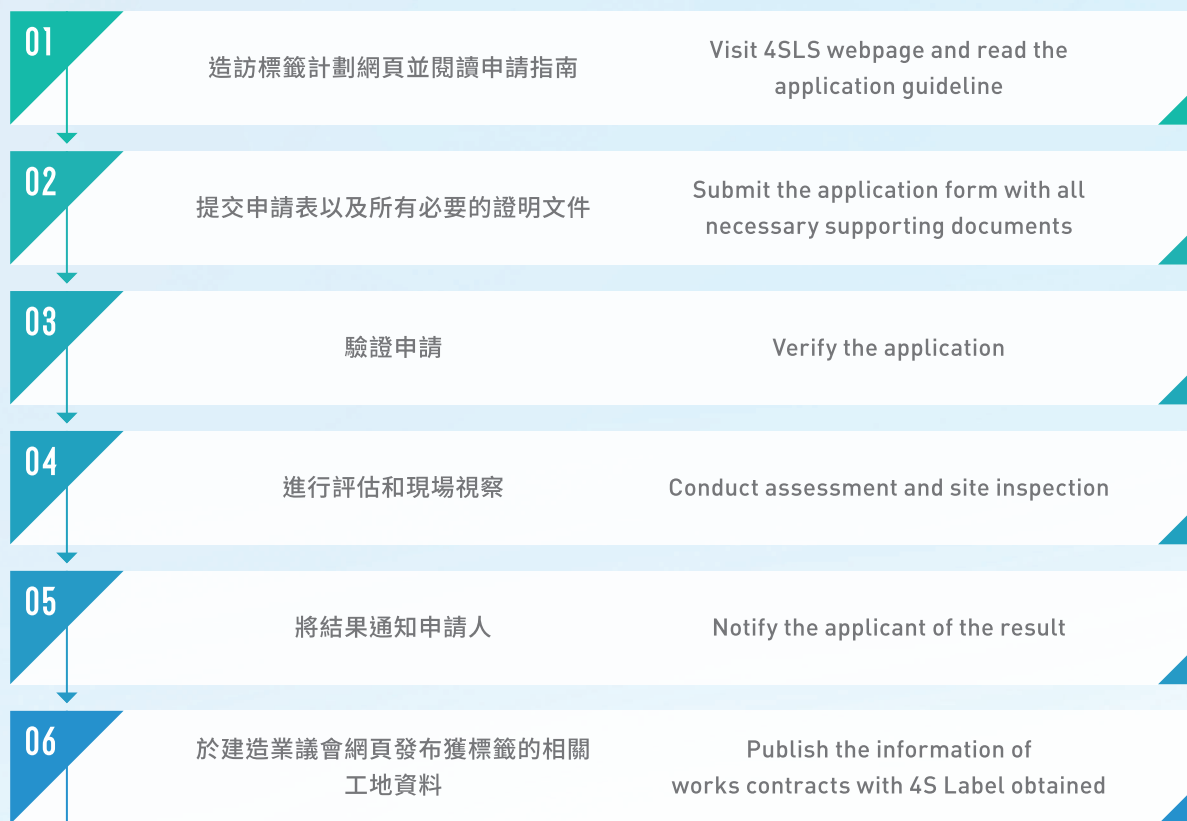 01
造訪標籤計劃網頁並閱讀申請指南
Visit 4SLS webpage and read the
application guideline
02
提交申請表以及所有必要的證明文件
Submit the application form with all
necessary supporting documents
03
驗證申請
Verify the application
04
進行評估和現場視察
Conduct assessment and site inspection
05
將結果通知申請人
Notify the applicant of the result
06
於建造業議會網頁發布獲標籤的相關
工地資料
Publish the information of
works contracts with 4S Label obtained